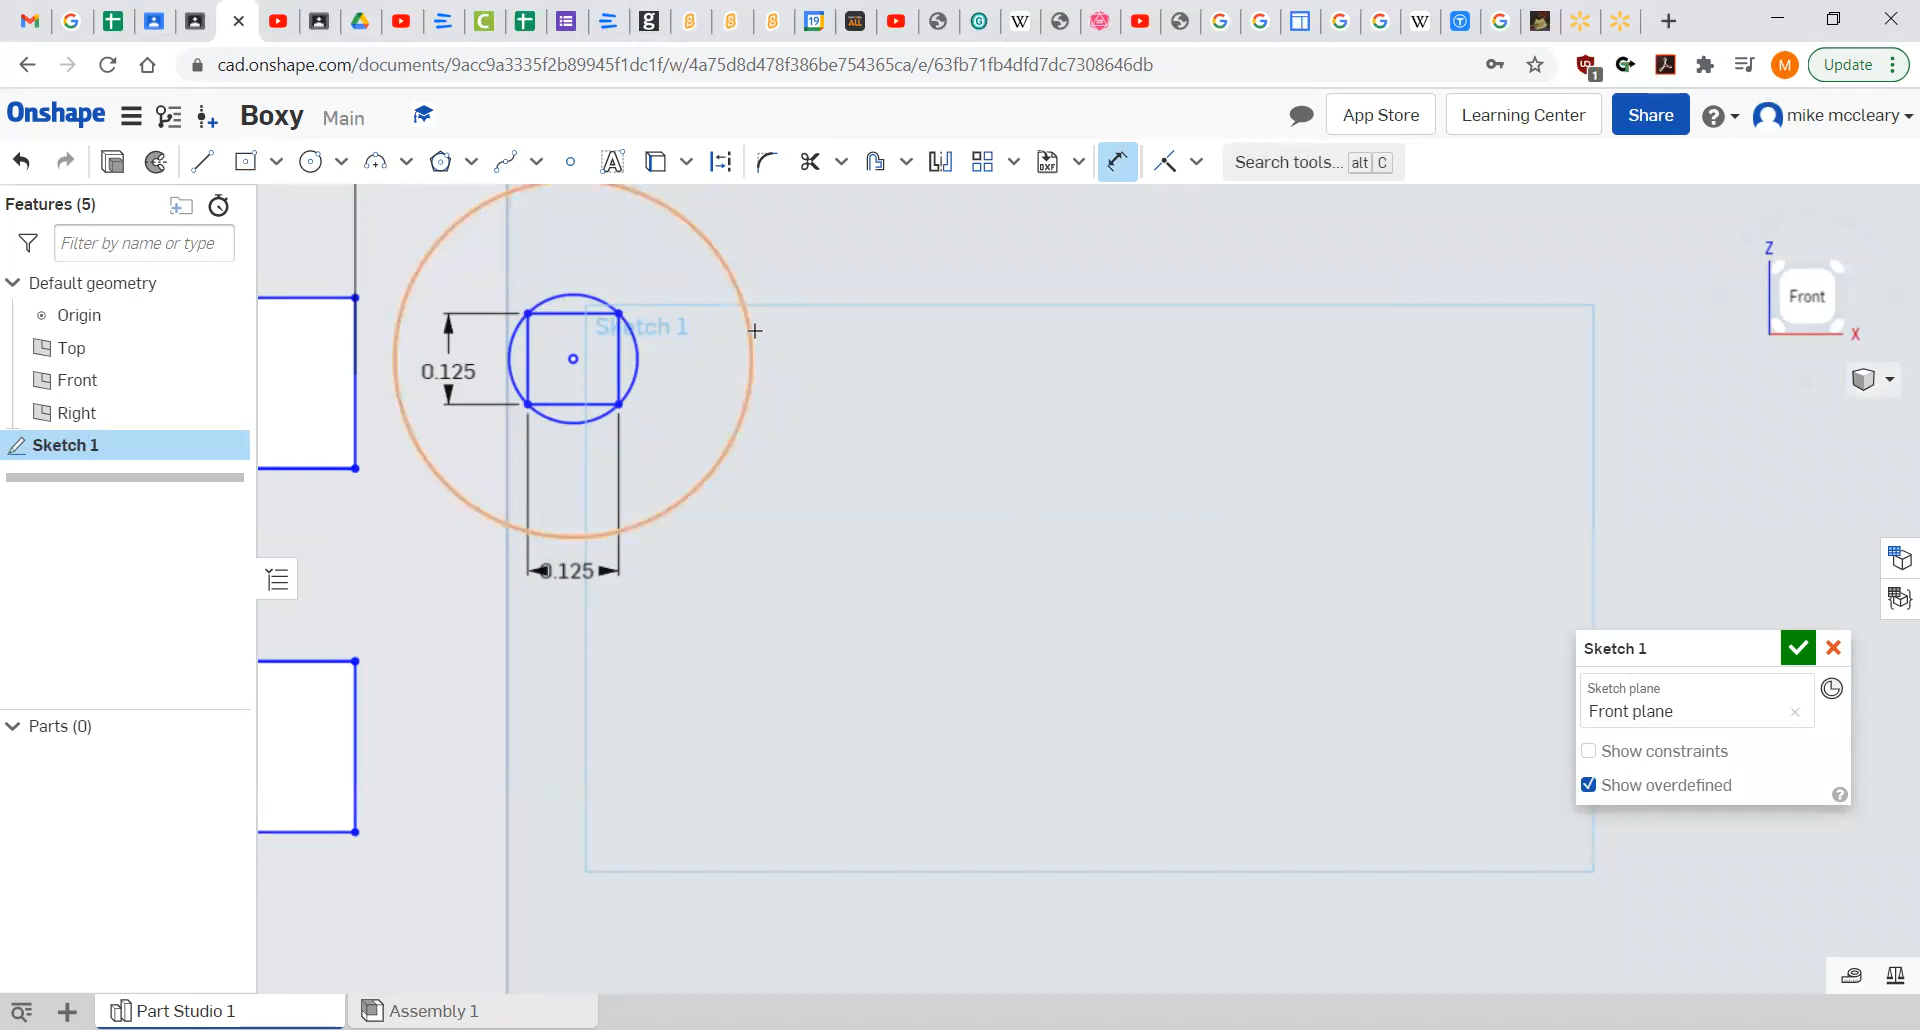 cad.onshape.com/documents/9acc9a3335f2b89945f1dc1f/w/4a75d8d478f386be754365ca/e/63fb71fb4dfd7dc7308646db
1
M
Update
Onshape
Boxy
Main
App Store
Learning Center
Share
mike mccleary
Search tools...
alt
C
Features (5)
Filter by name or type
Default geometry
Origin
Top
Front
Right
Sketch 1
Parts (0)
Sketch 1
0.125
0.125
Z
Front
X
Sketch 1
Sketch plane
Front plane
Show constraints
Show overdefined
Part Studio 1
Assembly 1